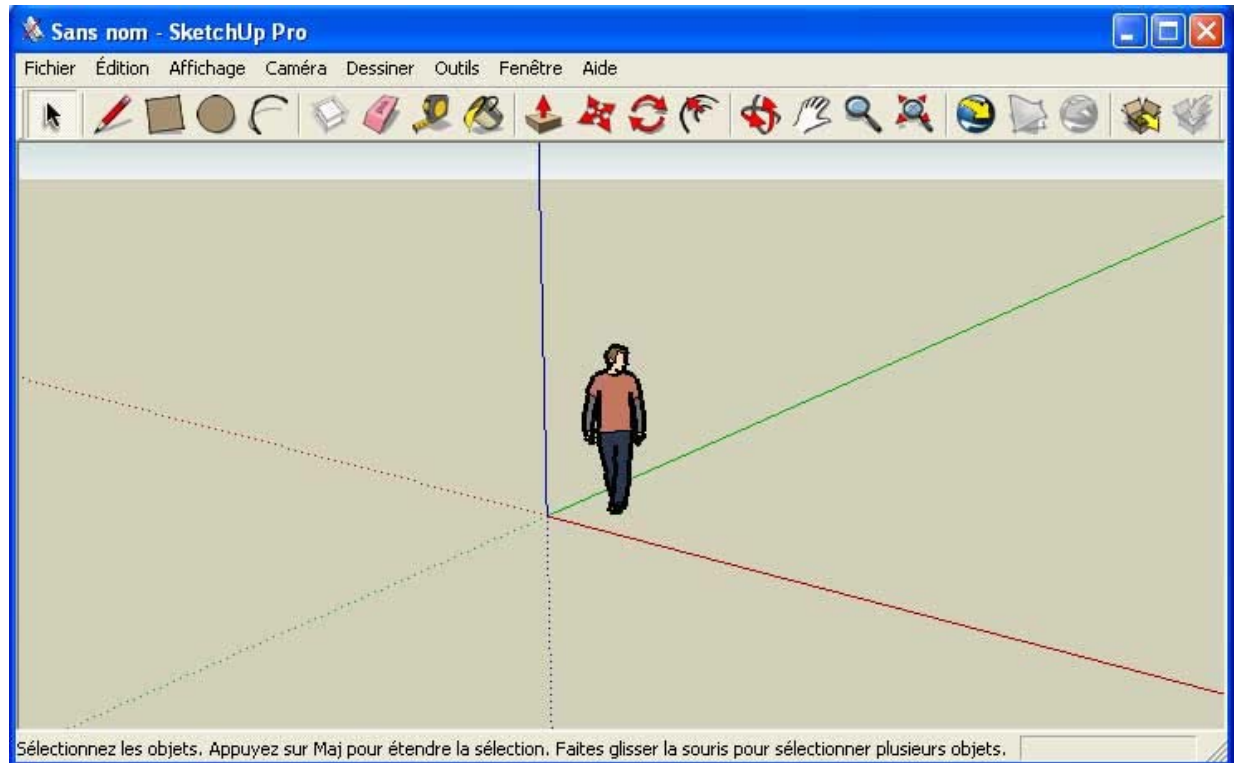 Sans nom - SketchUp Pro
Fichier Édition Affichage Caméra Dessiner Outils Fenêtre Aide
Sélectionnez les objets. Appuyez sur Maj pour étendre la sélection. Faites glisser la souris pour sélectionner plusieurs objets.